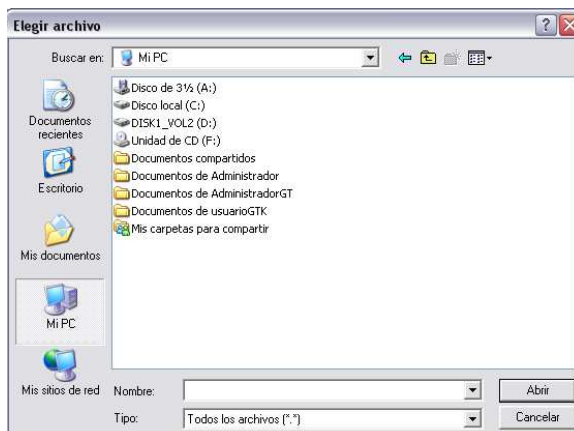 Elegir archivo
Buscar en:
Mi PC
Documentos
recientes
Escritorio
Mis documentos
Mi PC
Mis sitios de red
Disco de 3½ (A:)
Disco local (C:)
DISK1_VOL2 (D:)
Unidad de CD (F:)
Documentos compartidos
Documentos de Administrador
Documentos de AdministradorGT
Documentos de usuarioGTK
Mis carpetas para compartir
Nombre:
Abrir
Tipo:
Todos los archivos (*.*)
Cancelar